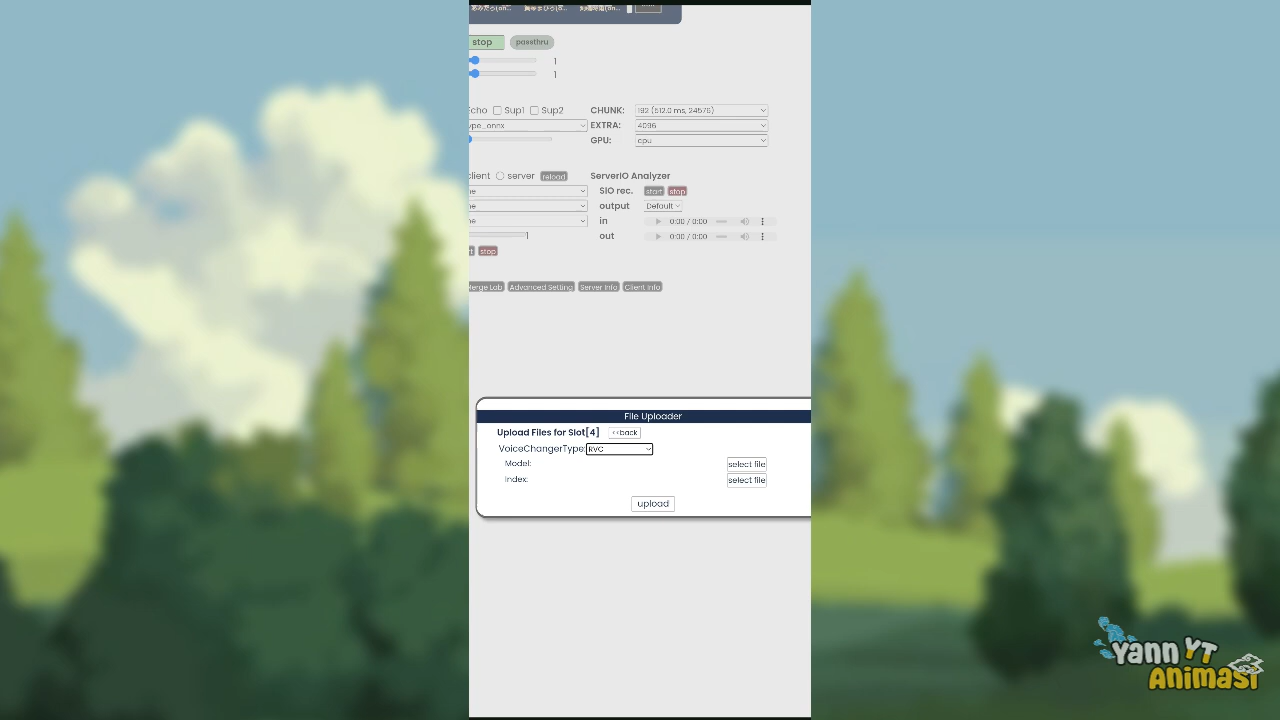 stop passthru
1
1
Echo Sup1 Sup2 CHUNK: 192 (512.0 ms, 24576)
ype_onnx EXTRA: 4096
GPU: cpu
client server reload ServerIO Analyzer
SIO rec. start stop
output Default
in 0:00 / 0:00
out 0:00 / 0:00
1
stop
Merge Lab Advanced Setting Server Info Client Info
File Uploader
Upload Files for Slot[4] <<back
VoiceChangerType: RVC
Model: select file
Index: select file
upload
Yann YT
Animasi